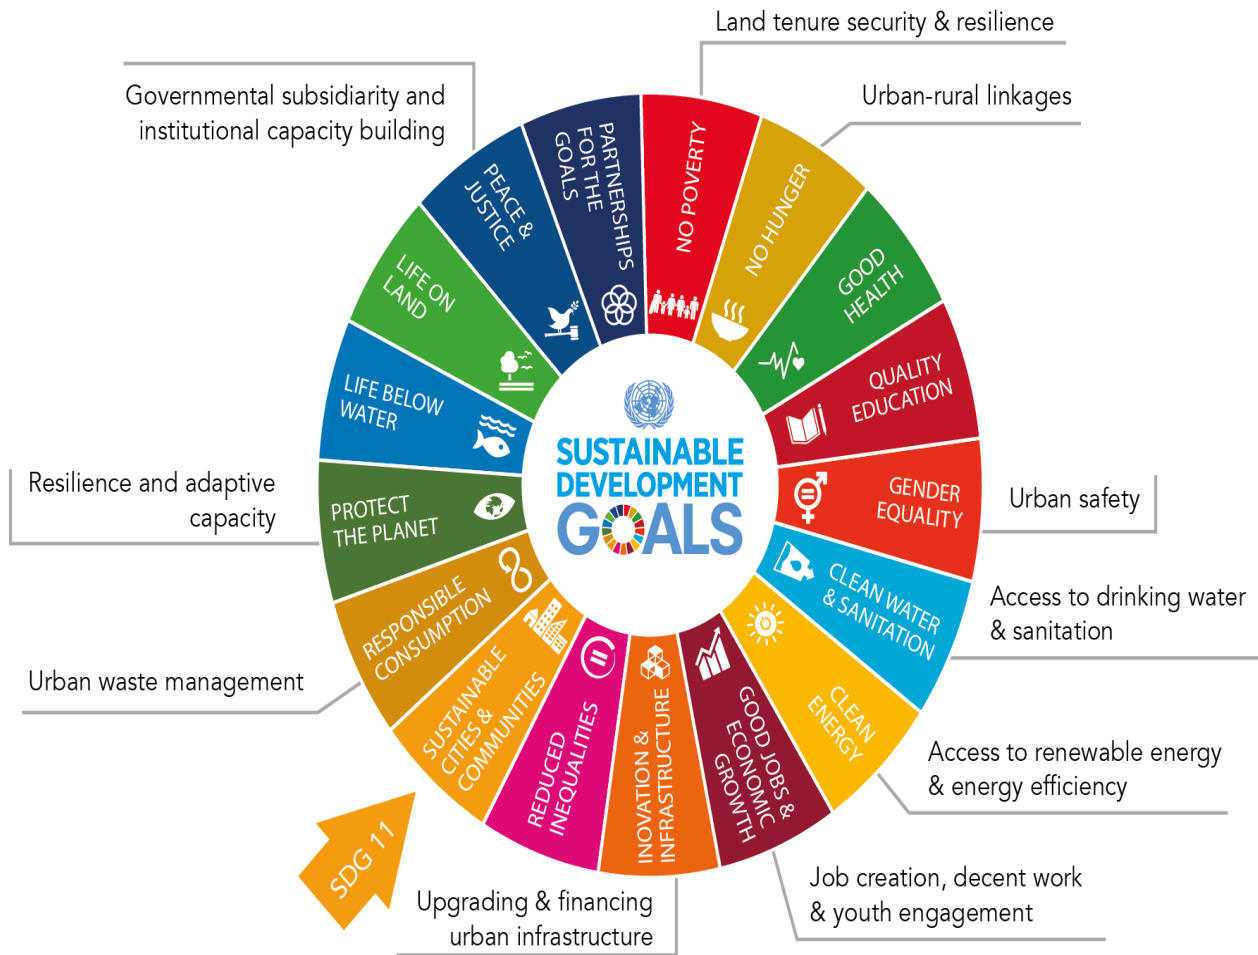 Land tenure security & resilience
Governmental subsidiarity and
institutional capacity building
Urban-rural linkages
NO POVERTY
NO HUNGER
GOOD
HEALTH
QUALITY
EDUCATION
GENDER
EQUALITY
Urban safety
CLEAN WATER
& SANITATION
Access to drinking water
& sanitation
CLEAN
ENERGY
Access to renewable energy
& energy efficiency
GOOD JOBS &
ECONOMIC
GROWTH
Job creation, decent work
& youth engagement
INOVATION &
INFRASTRUCTURE
Upgrading & financing
urban infrastructure
REDUCED
INEQUALITIES
SUSTAINABLE
CITIES &
COMMUNITIES
SDG 11
RESPONSIBLE
CONSUMPTION
Urban waste management
PROTECT
THE PLANET
Resilience and adaptive
capacity
LIFE BELOW
WATER
LIFE ON
LAND
PEACE &
JUSTICE
PARTNERSHIPS
FOR THE
GOALS
SUSTAINABLE
DEVELOPMENT
GOALS